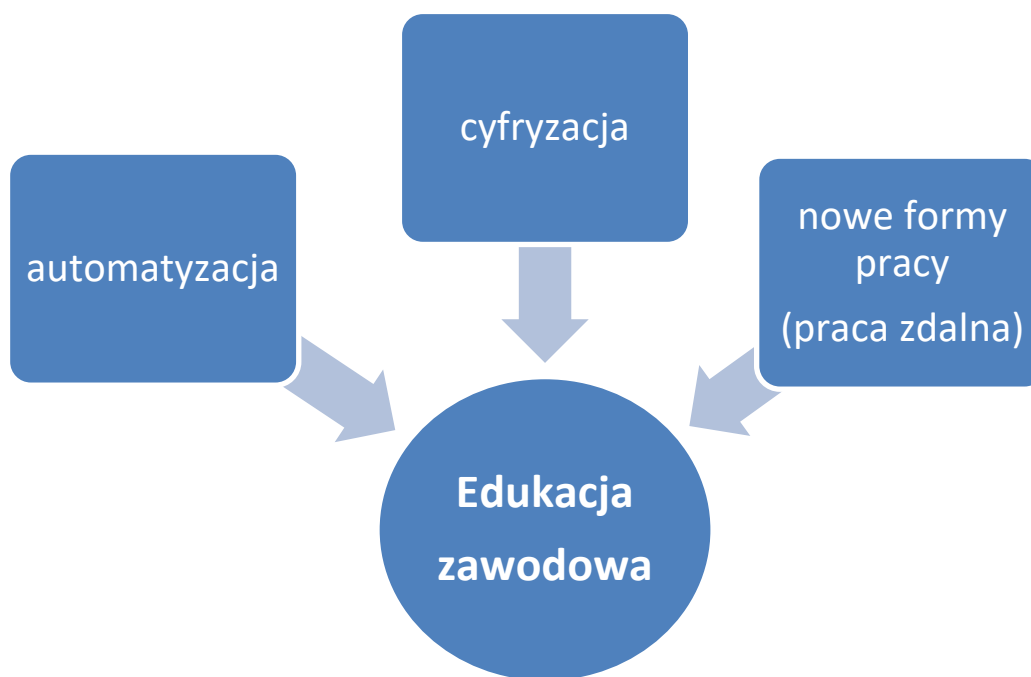 automatyzacja
cyfryzacja
nowe formy
pracy
(praca zdalna)
Edukacja
zawodowa